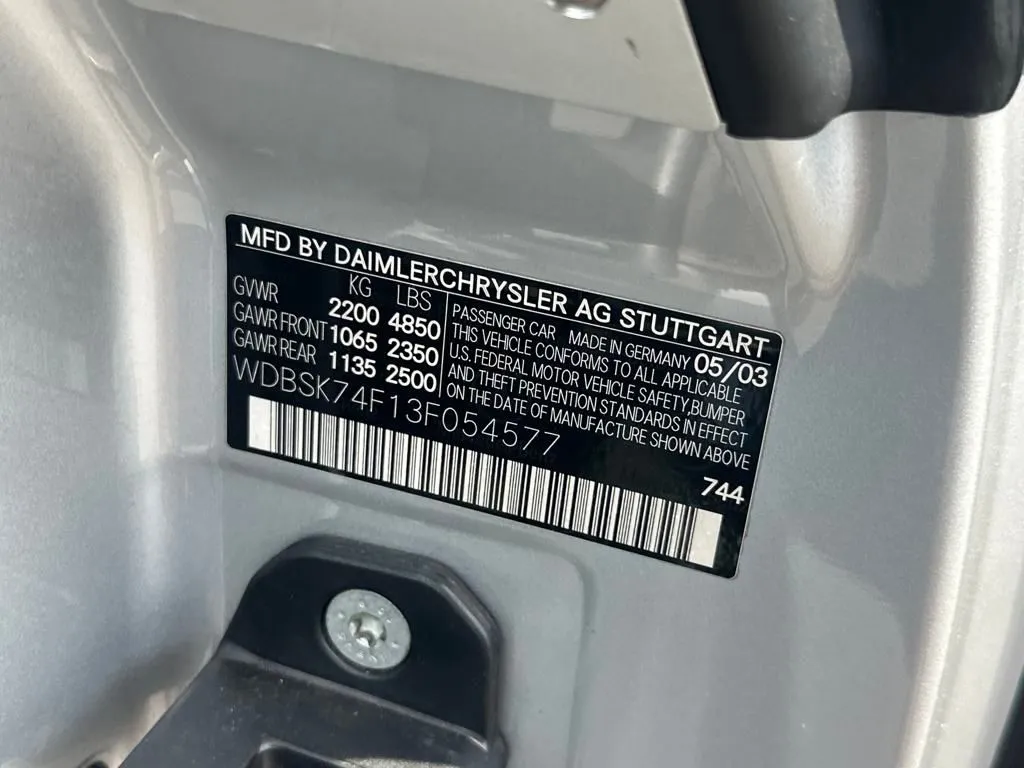 MFD BY DAIMLERCHRYSLER AG STUTTGART
KG LBS
GVWR 2200 4850
GAWR FRONT 1065 2350
GAWR REAR 1135 2500
PASSENGER CAR MADE IN GERMANY 05/03
THIS VEHICLE CONFORMS TO ALL APPLICABLE
U.S. FEDERAL MOTOR VEHICLE SAFETY,BUMPER
AND THEFT PREVENTION STANDARDS IN EFFECT
ON THE DATE OF MANUFACTURE SHOWN ABOVE
WDBSK74F13F054577
744